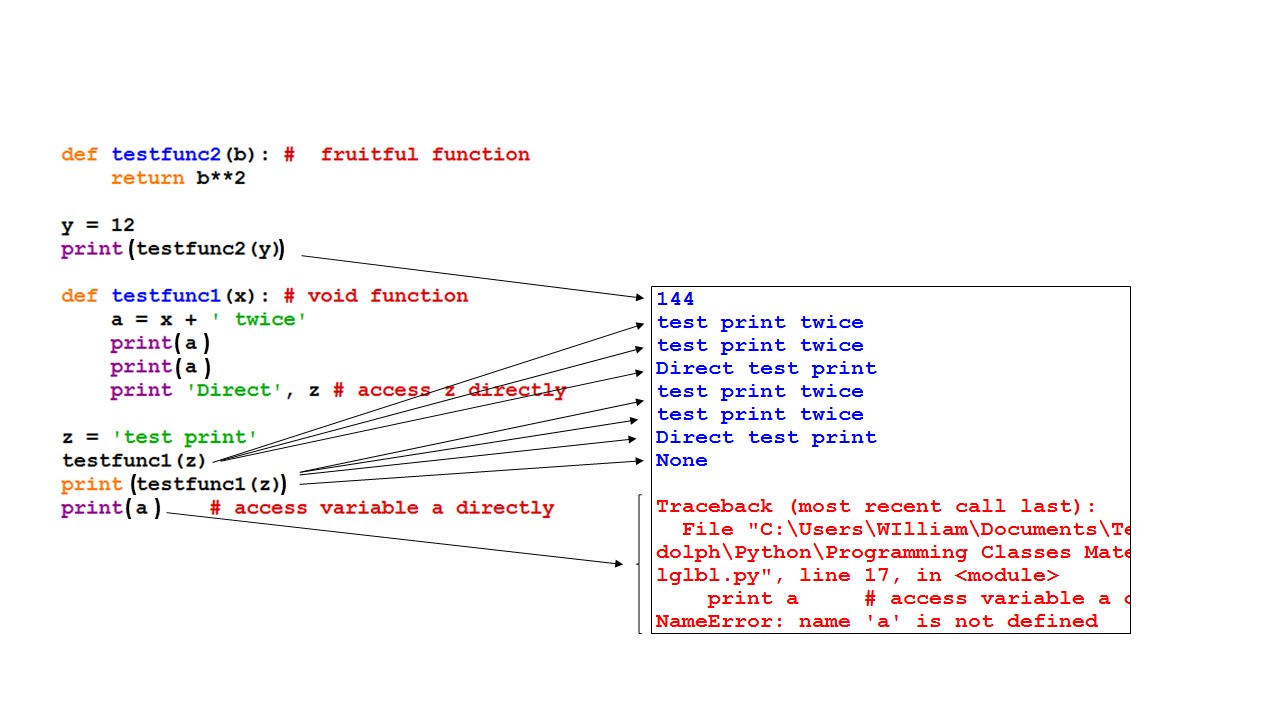 def testfunc2(b): #  fruitful function
    return b**2
y = 12
print(testfunc2(y))
def testfunc1(x): # void function
    a = x + ' twice'
    print(a)
    print(a)
    print 'Direct', z # access z directly
z = 'test print'
testfunc1(z)
print (testfunc1(z))
print(a)    # access variable a directly
144
test print twice
test print twice
Direct test print
test print twice
test print twice
Direct test print
None
Traceback (most recent call last):
  File "C:\Users\WIlliam\Documents\Te
dolph\Python\Programming Classes Mate
lglbl.py", line 17, in <module>
    print a     # access variable a
NameError: name 'a' is not defined